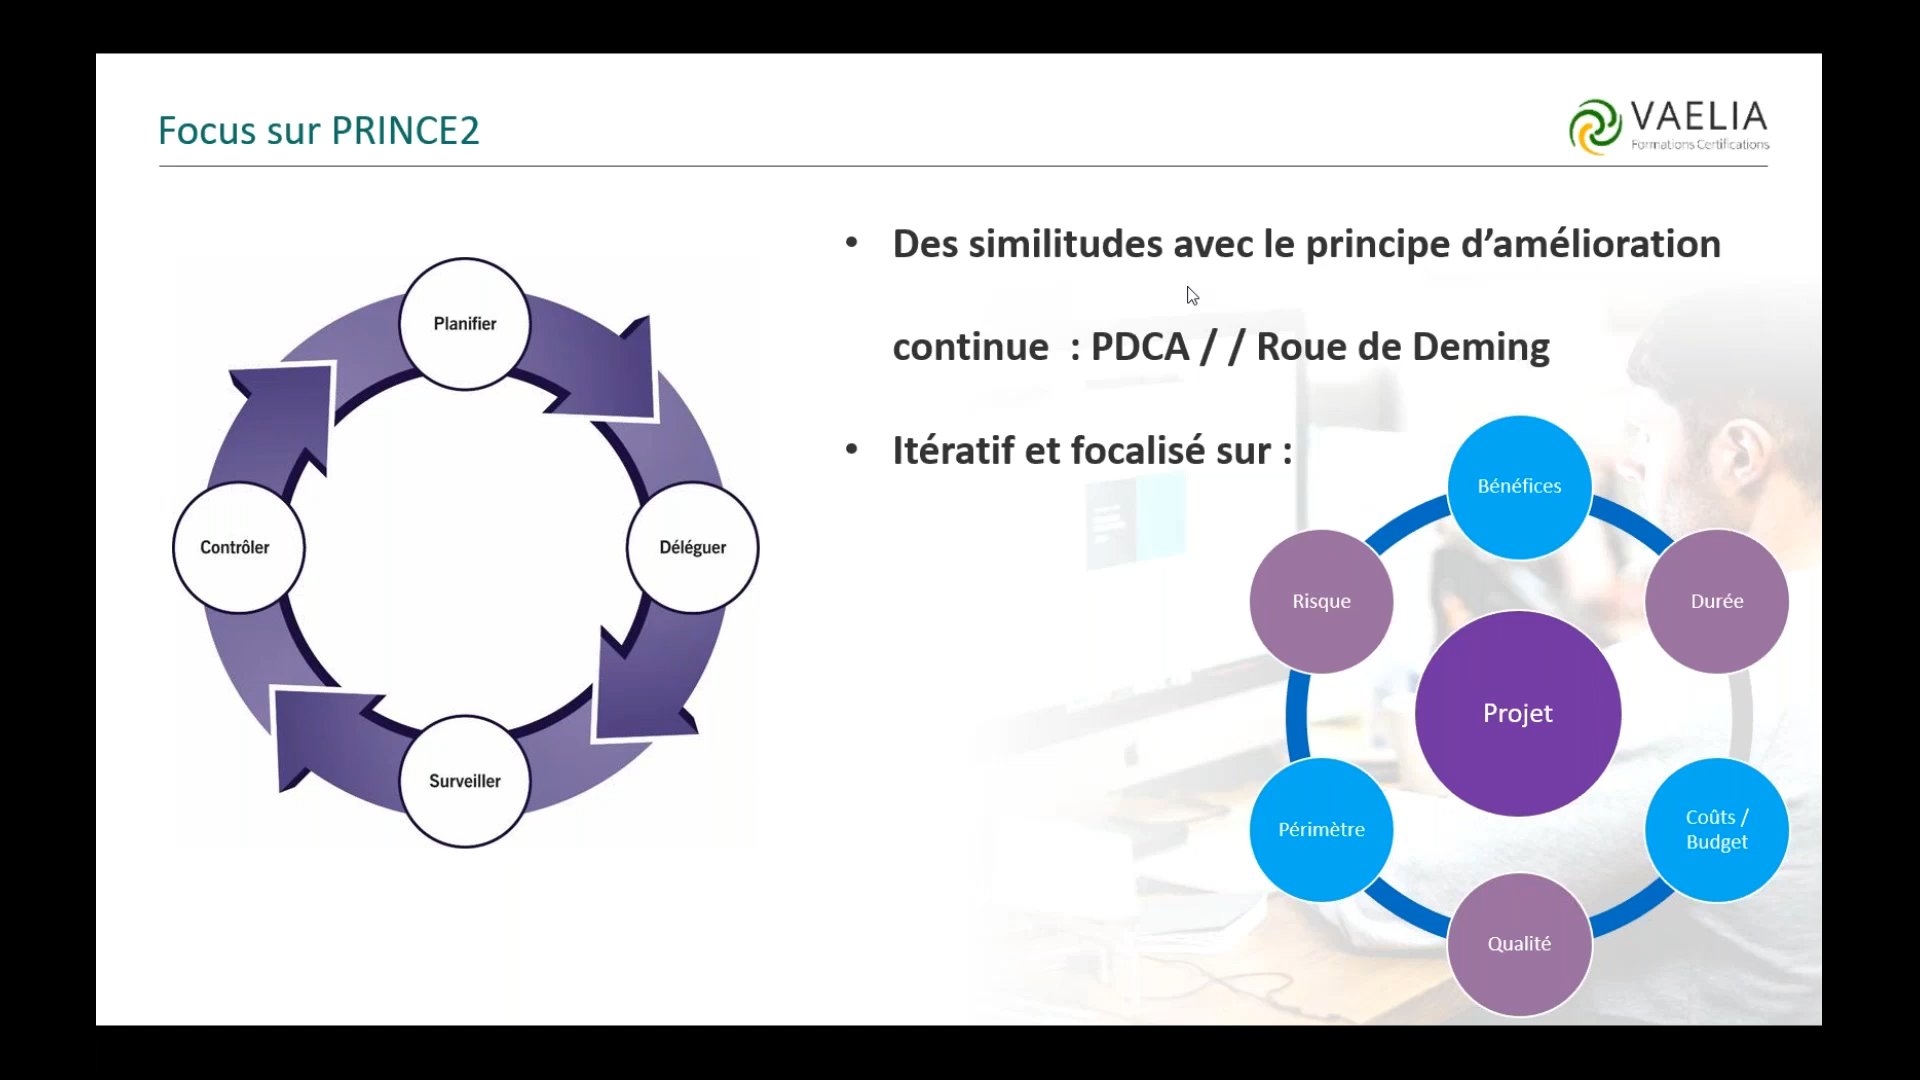 Focus sur PRINCE2
VAELIA
Formations Certifications
Planifier
Déléguer
Surveiller
Contrôler
• Des similitudes avec le principe d’amélioration
continue : PDCA / / Roue de Deming
• Itératif et focalisé sur :
Bénéfices
Durée
Coûts /
Budget
Qualité
Périmètre
Risque
Projet